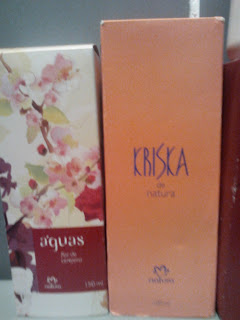 águas
flor de
cerejeira
natura
150 ml
KRISKA
de
natura
natura